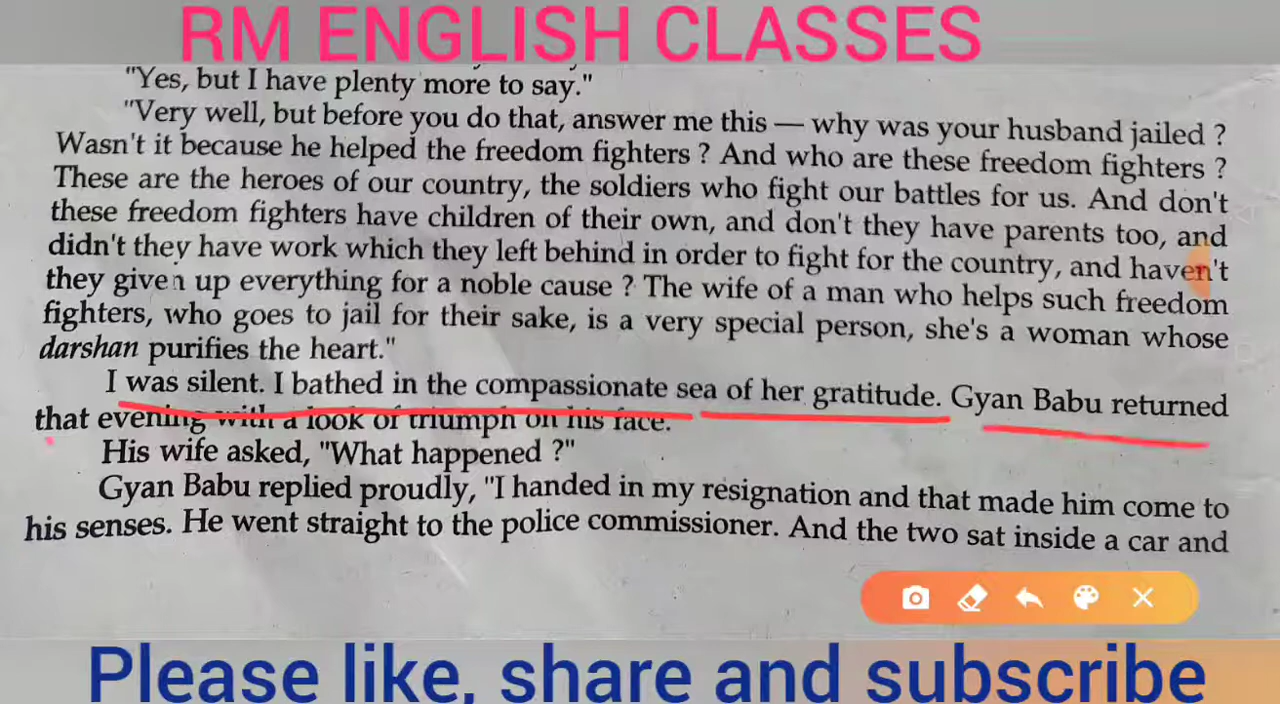 RM ENGLISH CLASSES
"Yes, but I have plenty more to say."
"Very well, but before you do that, answer me this — why was your husband jailed ?
Wasn't it because he helped the freedom fighters ? And who are these freedom fighters ?
These are the heroes of our country, the soldiers who fight our battles for us. And don't
these freedom fighters have children of their own, and don't they have parents too, and
didn't they have work which they left behind in order to fight for the country, and haven't
they given up everything for a noble cause ? The wife of a man who helps such freedom
fighters, who goes to jail for their sake, is a very special person, she's a woman whose
darshan purifies the heart."
I was silent. I bathed in the compassionate sea of her gratitude. Gyan Babu returned
that evening with a look of triumph on his face.
His wife asked, "What happened ?"
Gyan Babu replied proudly, "I handed in my resignation and that made him come to
his senses. He went straight to the police commissioner. And the two sat inside a car and
Please like, share and subscribe